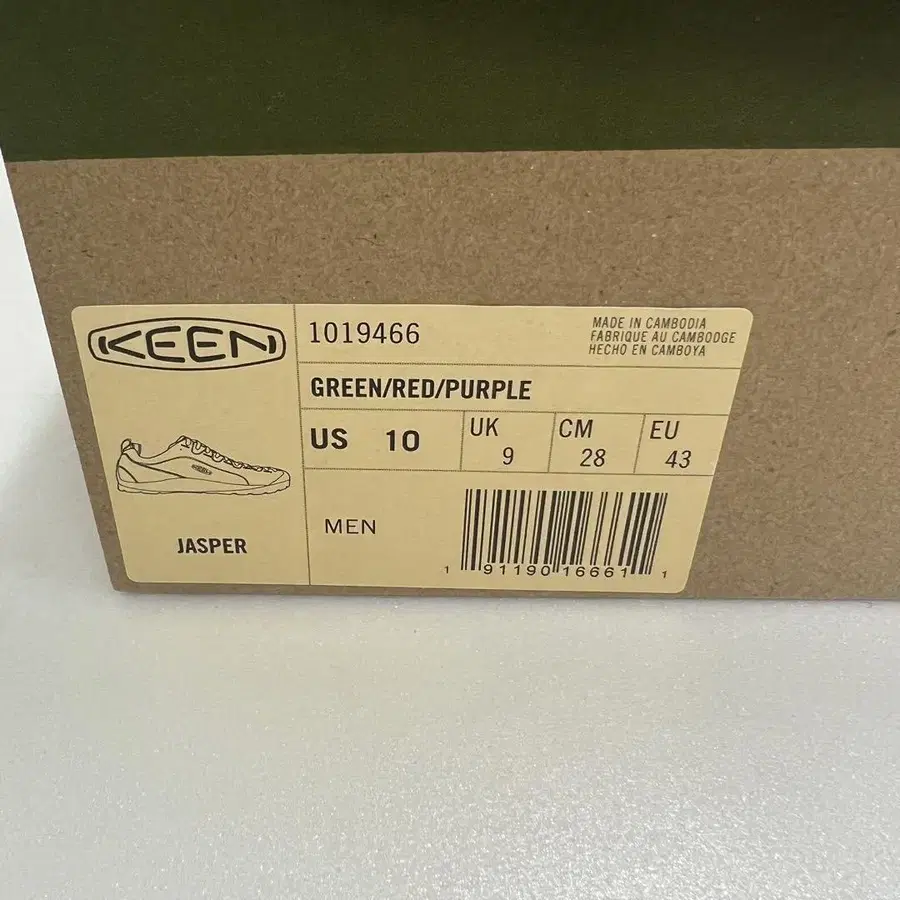 KEEN
1019466
MADE IN CAMBODIA
FABRIQUE AU CAMBODGE
HECHO EN CAMBOYA
GREEN/RED/PURPLE
US 10
UK 9
CM 28
EU 43
JASPER
MEN
1 91190 16661 1